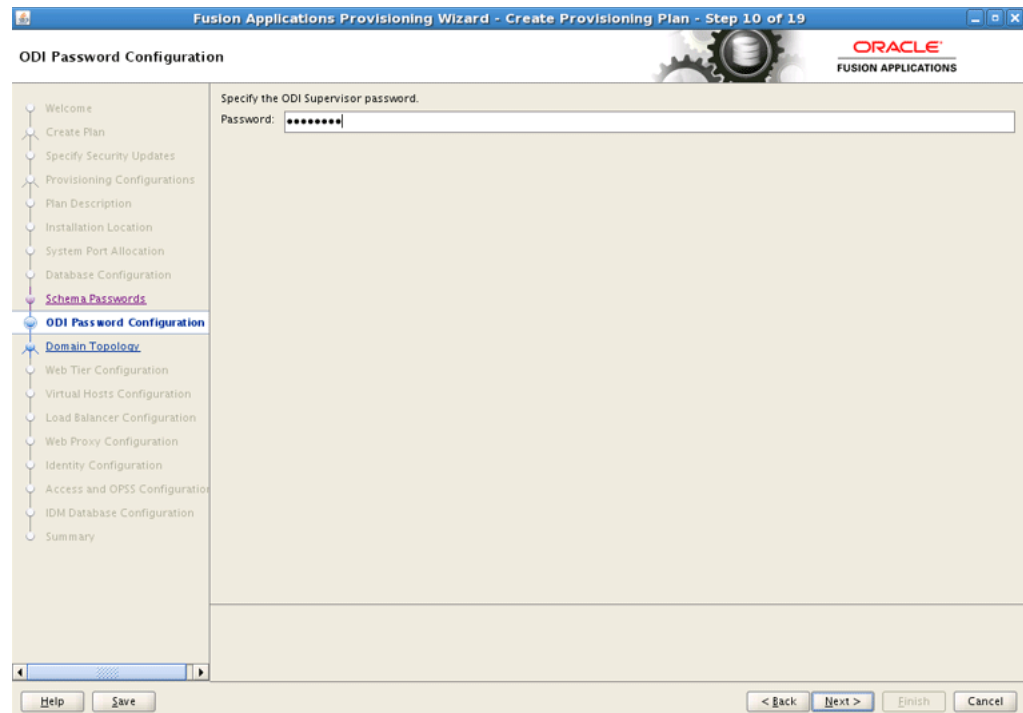 Fusion Applications Provisioning Wizard - Create Provisioning Plan - Step 10 of 19
ODI Password Configuration
ORACLE
FUSION APPLICATIONS
Welcome
Create Plan
Specify Security Updates
Provisioning Configurations
Plan Description
Installation Location
System Port Allocation
Database Configuration
Schema Passwords
ODI Password Configuration
Domain Topology
Web Tier Configuration
Virtual Hosts Configuration
Load Balancer Configuration
Web Proxy Configuration
Identity Configuration
Access and OPSS Configuration
IDM Database Configuration
Summary
Specify the ODI Supervisor password.
Password: ••••••••
Help Save < Back Next > Finish Cancel